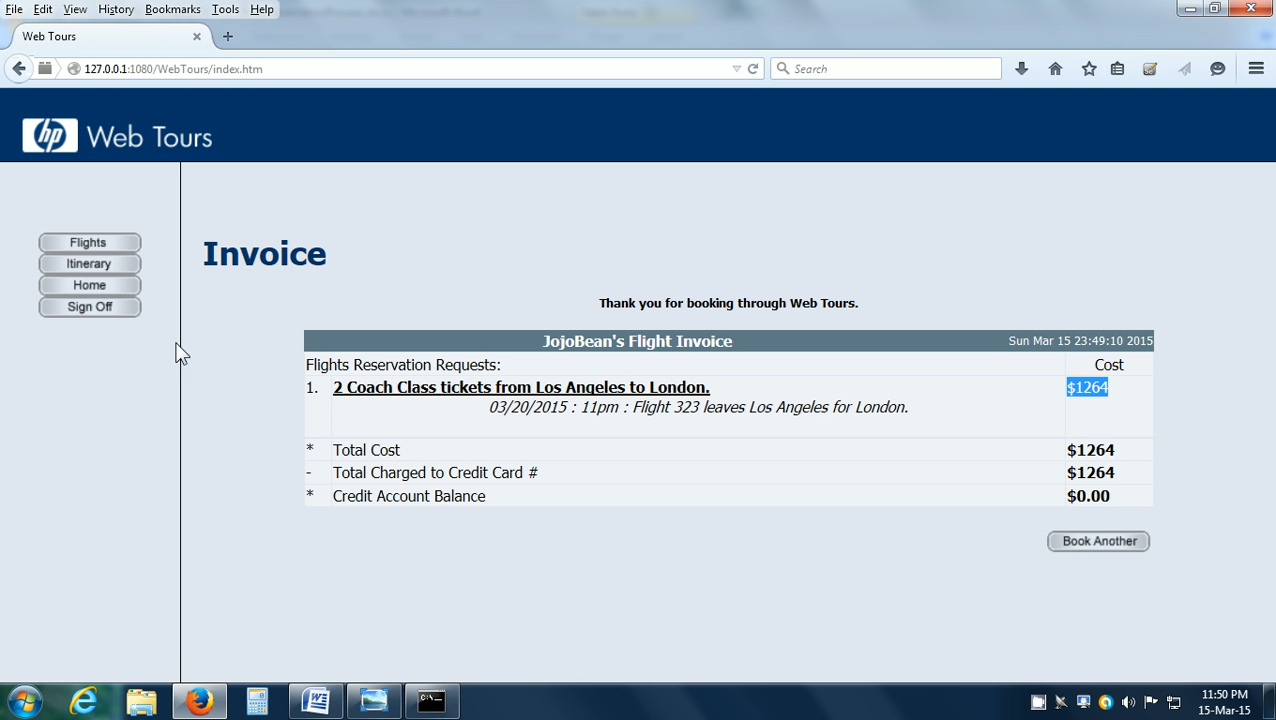 File Edit View History Bookmarks Tools Help
Web Tours
127.0.0.1:1080/WebTours/index.htm
Search
hp Web Tours
Flights
Itinerary
Home
Sign Off
Invoice
Thank you for booking through Web Tours.
JojoBean's Flight Invoice Sun Mar 15 23:49:10 2015
Flights Reservation Requests: Cost
1. 2 Coach Class tickets from Los Angeles to London. $1264
03/20/2015 : 11pm : Flight 323 leaves Los Angeles for London.
* Total Cost $1264
- Total Charged to Credit Card # $1264
* Credit Account Balance $0.00
Book Another
11:50 PM
15-Mar-15